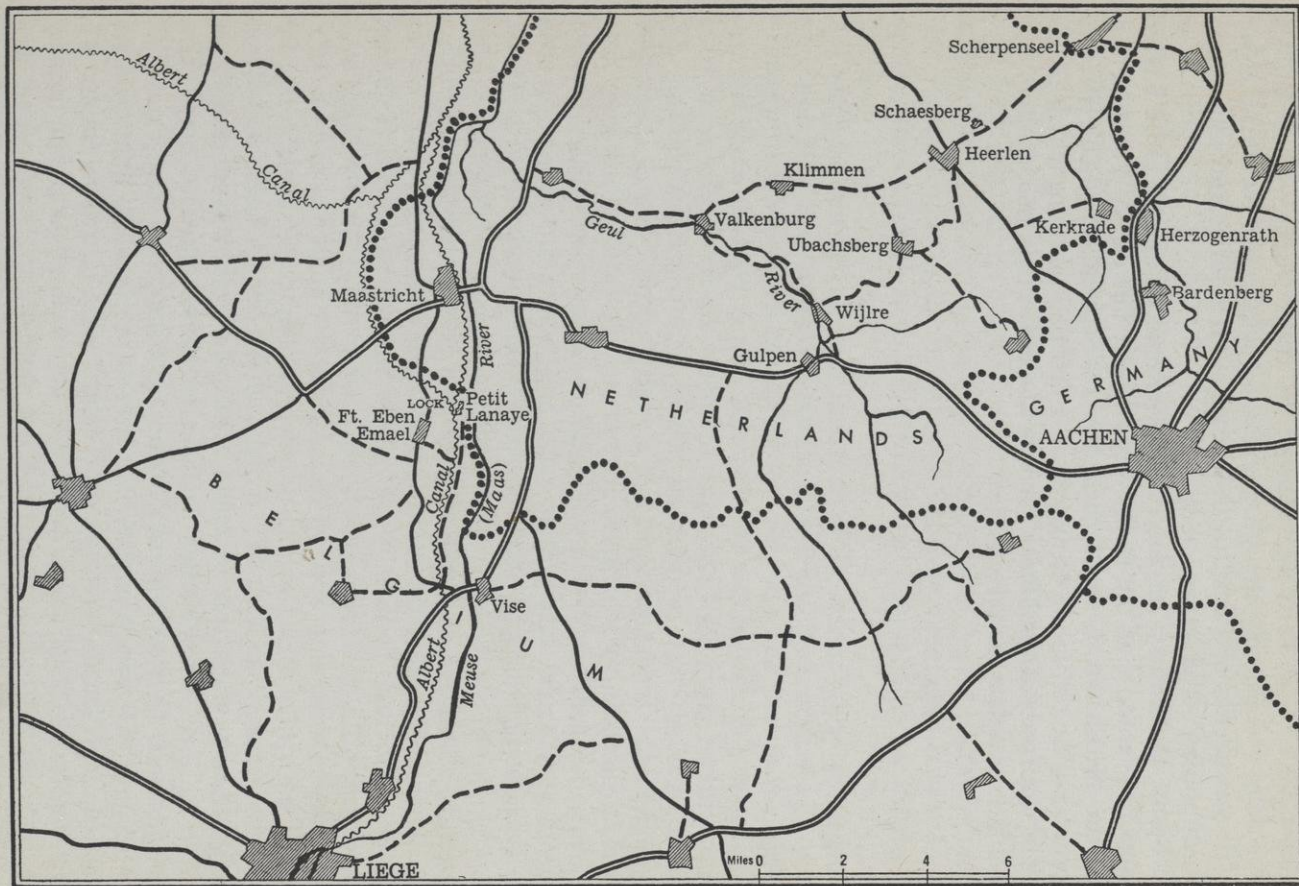 Scherpenseel
Albert
Canal
Schaesberg
Heerlen
Klimmen
Geul
Valkenburg
Ubachsberg
River
Kerkrade
Herzogenrath
Maastricht
River
Wijlre
Bardenberg
Gulpen
NETHERLANDS
GERMANY
LOCK
Petit
Lanaye
Ft. Eben
Emael
AACHEN
Canal
(Maas)
BELGIUM
Vise
Albert
Meuse
LIEGE
Miles 0 2 4 6